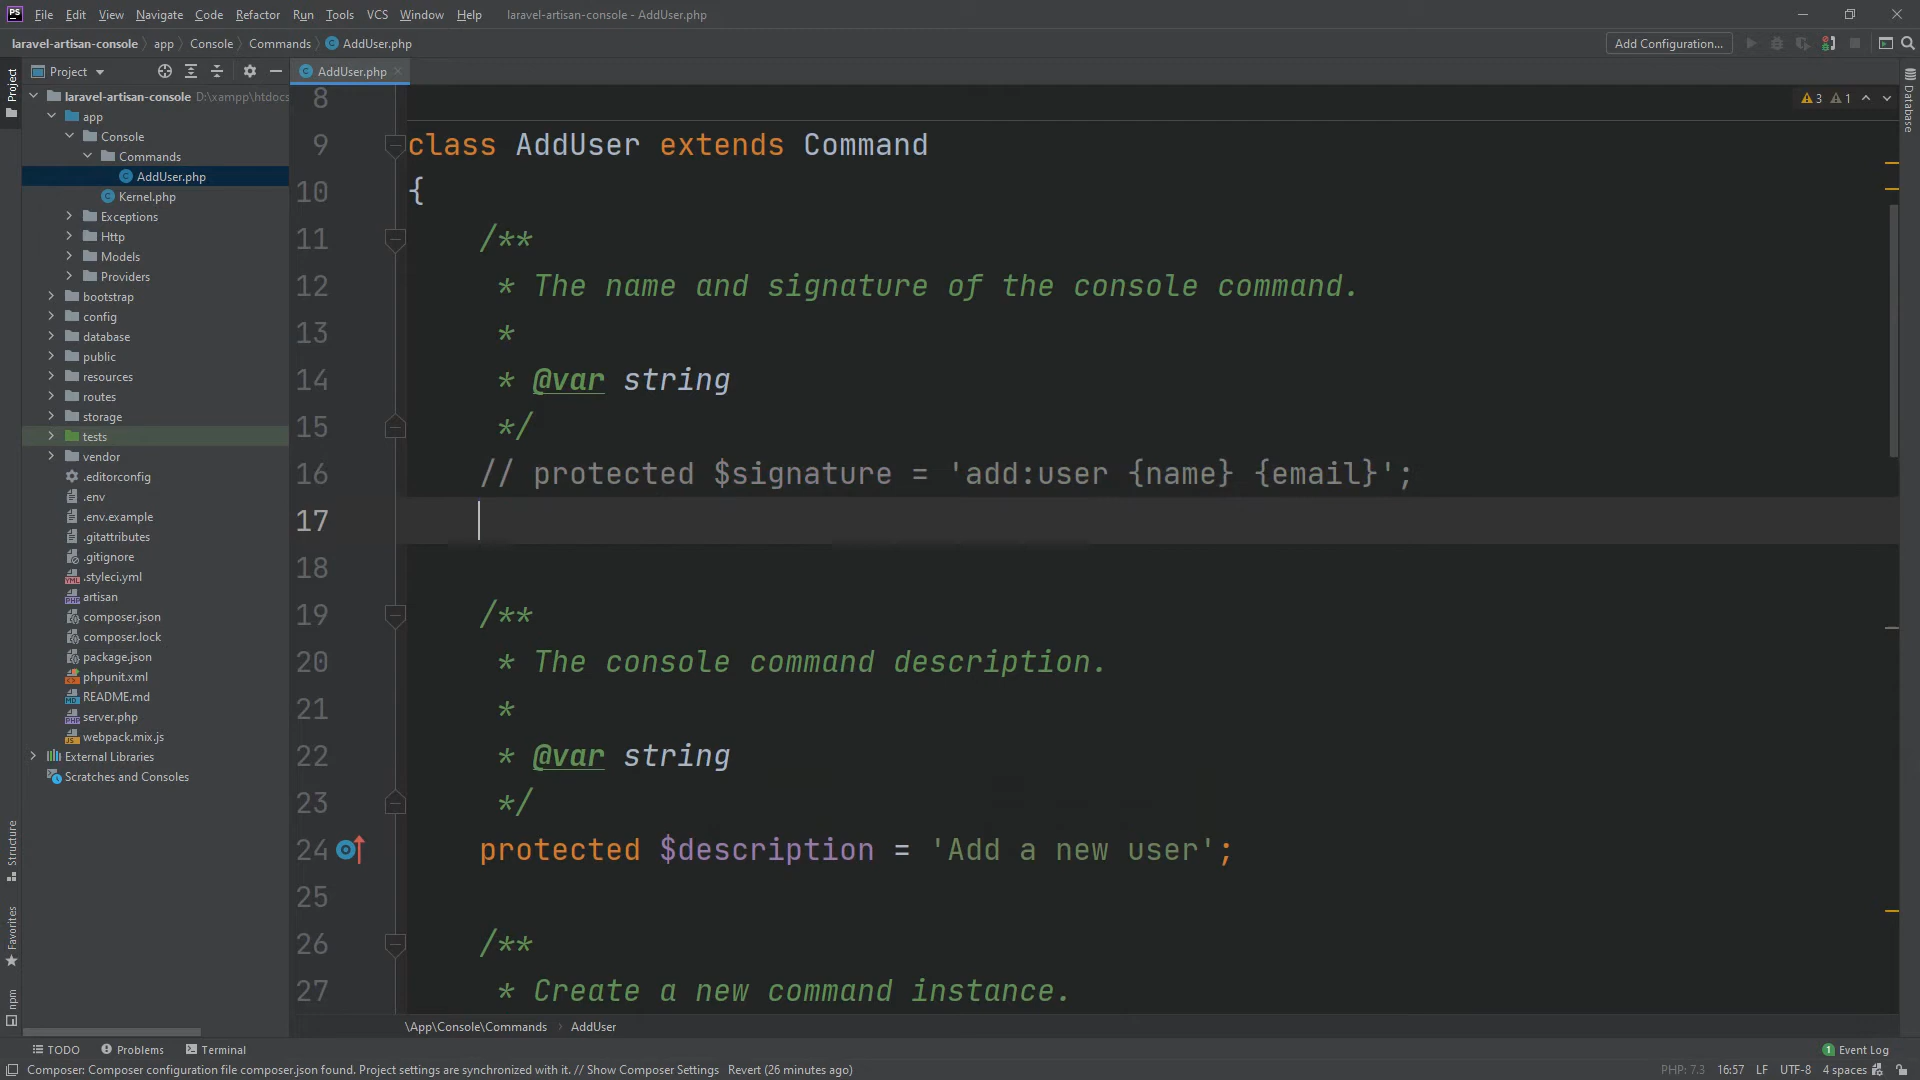 PS File Edit View Navigate Code Refactor Run Tools VCS Window Help laravel-artisan-console - AddUser.php
laravel-artisan-console app Console Commands AddUser.php Add Configuration...
Project AddUser.php
laravel-artisan-console D:\xampp\htdocs
app
Console
Commands
AddUser.php
Kernel.php
Exceptions
Http
Models
Providers
bootstrap
config
database
public
resources
routes
storage
tests
vendor
.editorconfig
.env
.env.example
.gitattributes
.gitignore
.styleci.yml
artisan
composer.json
composer.lock
package.json
phpunit.xml
README.md
server.php
webpack.mix.js
External Libraries
Scratches and Consoles
Project
Structure
Favorites
npm
Database
3 1
8
9 class AddUser extends Command
10 {
11 /**
12 * The name and signature of the console command.
13 *
14 * @var string
15 */
16 // protected $signature = 'add:user {name} {email}';
17
18
19 /**
20 * The console command description.
21 *
22 * @var string
23 */
24 protected $description = 'Add a new user';
25
26 /**
27 * Create a new command instance.
\App\Console\Commands AddUser
TODO Problems Terminal 1 Event Log
Composer: Composer configuration file composer.json found. Project settings are synchronized with it. // Show Composer Settings Revert (26 minutes ago) PHP: 7.3 16:57 LF UTF-8 4 spaces